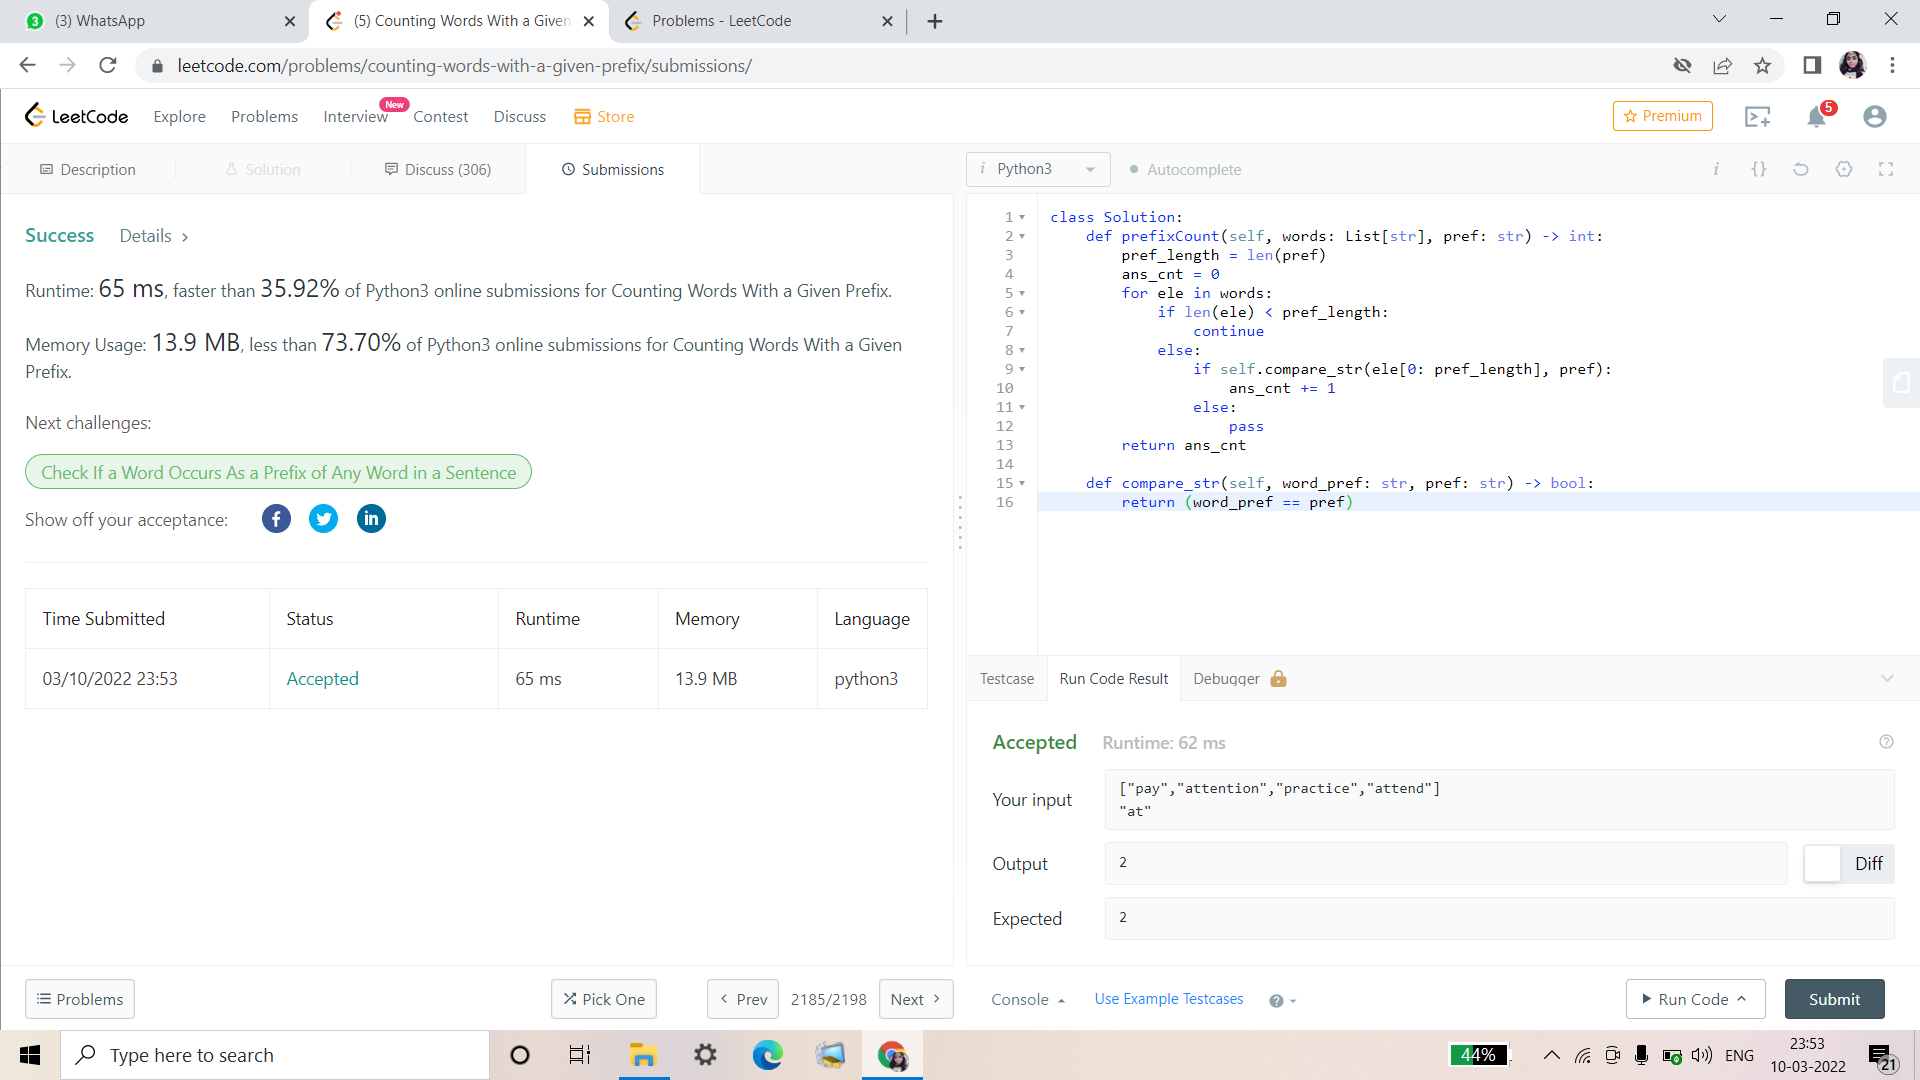 3 (3) WhatsApp
(5) Counting Words With a Given
Problems - LeetCode
leetcode.com/problems/counting-words-with-a-given-prefix/submissions/
LeetCode Explore Problems Interview New Contest Discuss Store Premium 5
Description Solution Discuss (306) Submissions
i Python3 Autocomplete i {}
Success Details >
Runtime: 65 ms, faster than 35.92% of Python3 online submissions for Counting Words With a Given Prefix.
Memory Usage: 13.9 MB, less than 73.70% of Python3 online submissions for Counting Words With a Given
Prefix.
Next challenges:
Check If a Word Occurs As a Prefix of Any Word in a Sentence
Show off your acceptance:
Time Submitted Status Runtime Memory Language
03/10/2022 23:53 Accepted 65 ms 13.9 MB python3
1 class Solution:
2 def prefixCount(self, words: List[str], pref: str) -> int:
3 pref_length = len(pref)
4 ans_cnt = 0
5 for ele in words:
6 if len(ele) < pref_length:
7 continue
8 else:
9 if self.compare_str(ele[0: pref_length], pref):
10 ans_cnt += 1
11 else:
12 pass
13 return ans_cnt
14
15 def compare_str(self, word_pref: str, pref: str) -> bool:
16 return (word_pref == pref)
Testcase Run Code Result Debugger
Accepted Runtime: 62 ms
Your input
["pay","attention","practice","attend"]
"at"
Output 2 Diff
Expected 2
Problems Pick One < Prev 2185/2198 Next > Console Use Example Testcases Run Code Submit
Type here to search
44% ENG
23:53
10-03-2022
21